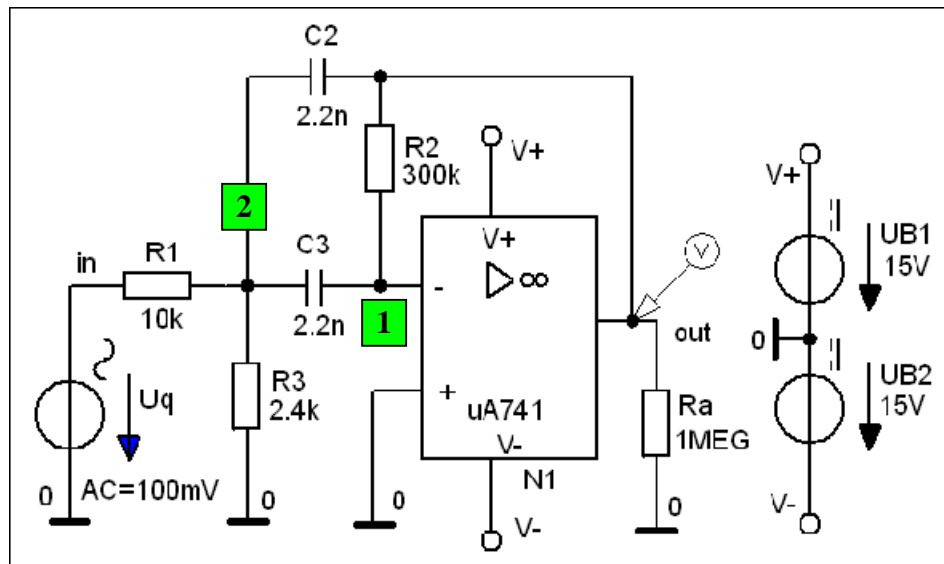 C2
2.2n
R2
300k
V+
2
in
R1
10k
C3
2.2n
1
-
V+
∞
+
uA741
V-
N1
V-
V
out
R3
2.4k
Uq
AC=100mV
0
0
0
Ra
1MEG
0
V+
UB1
15V
0
UB2
15V
V-